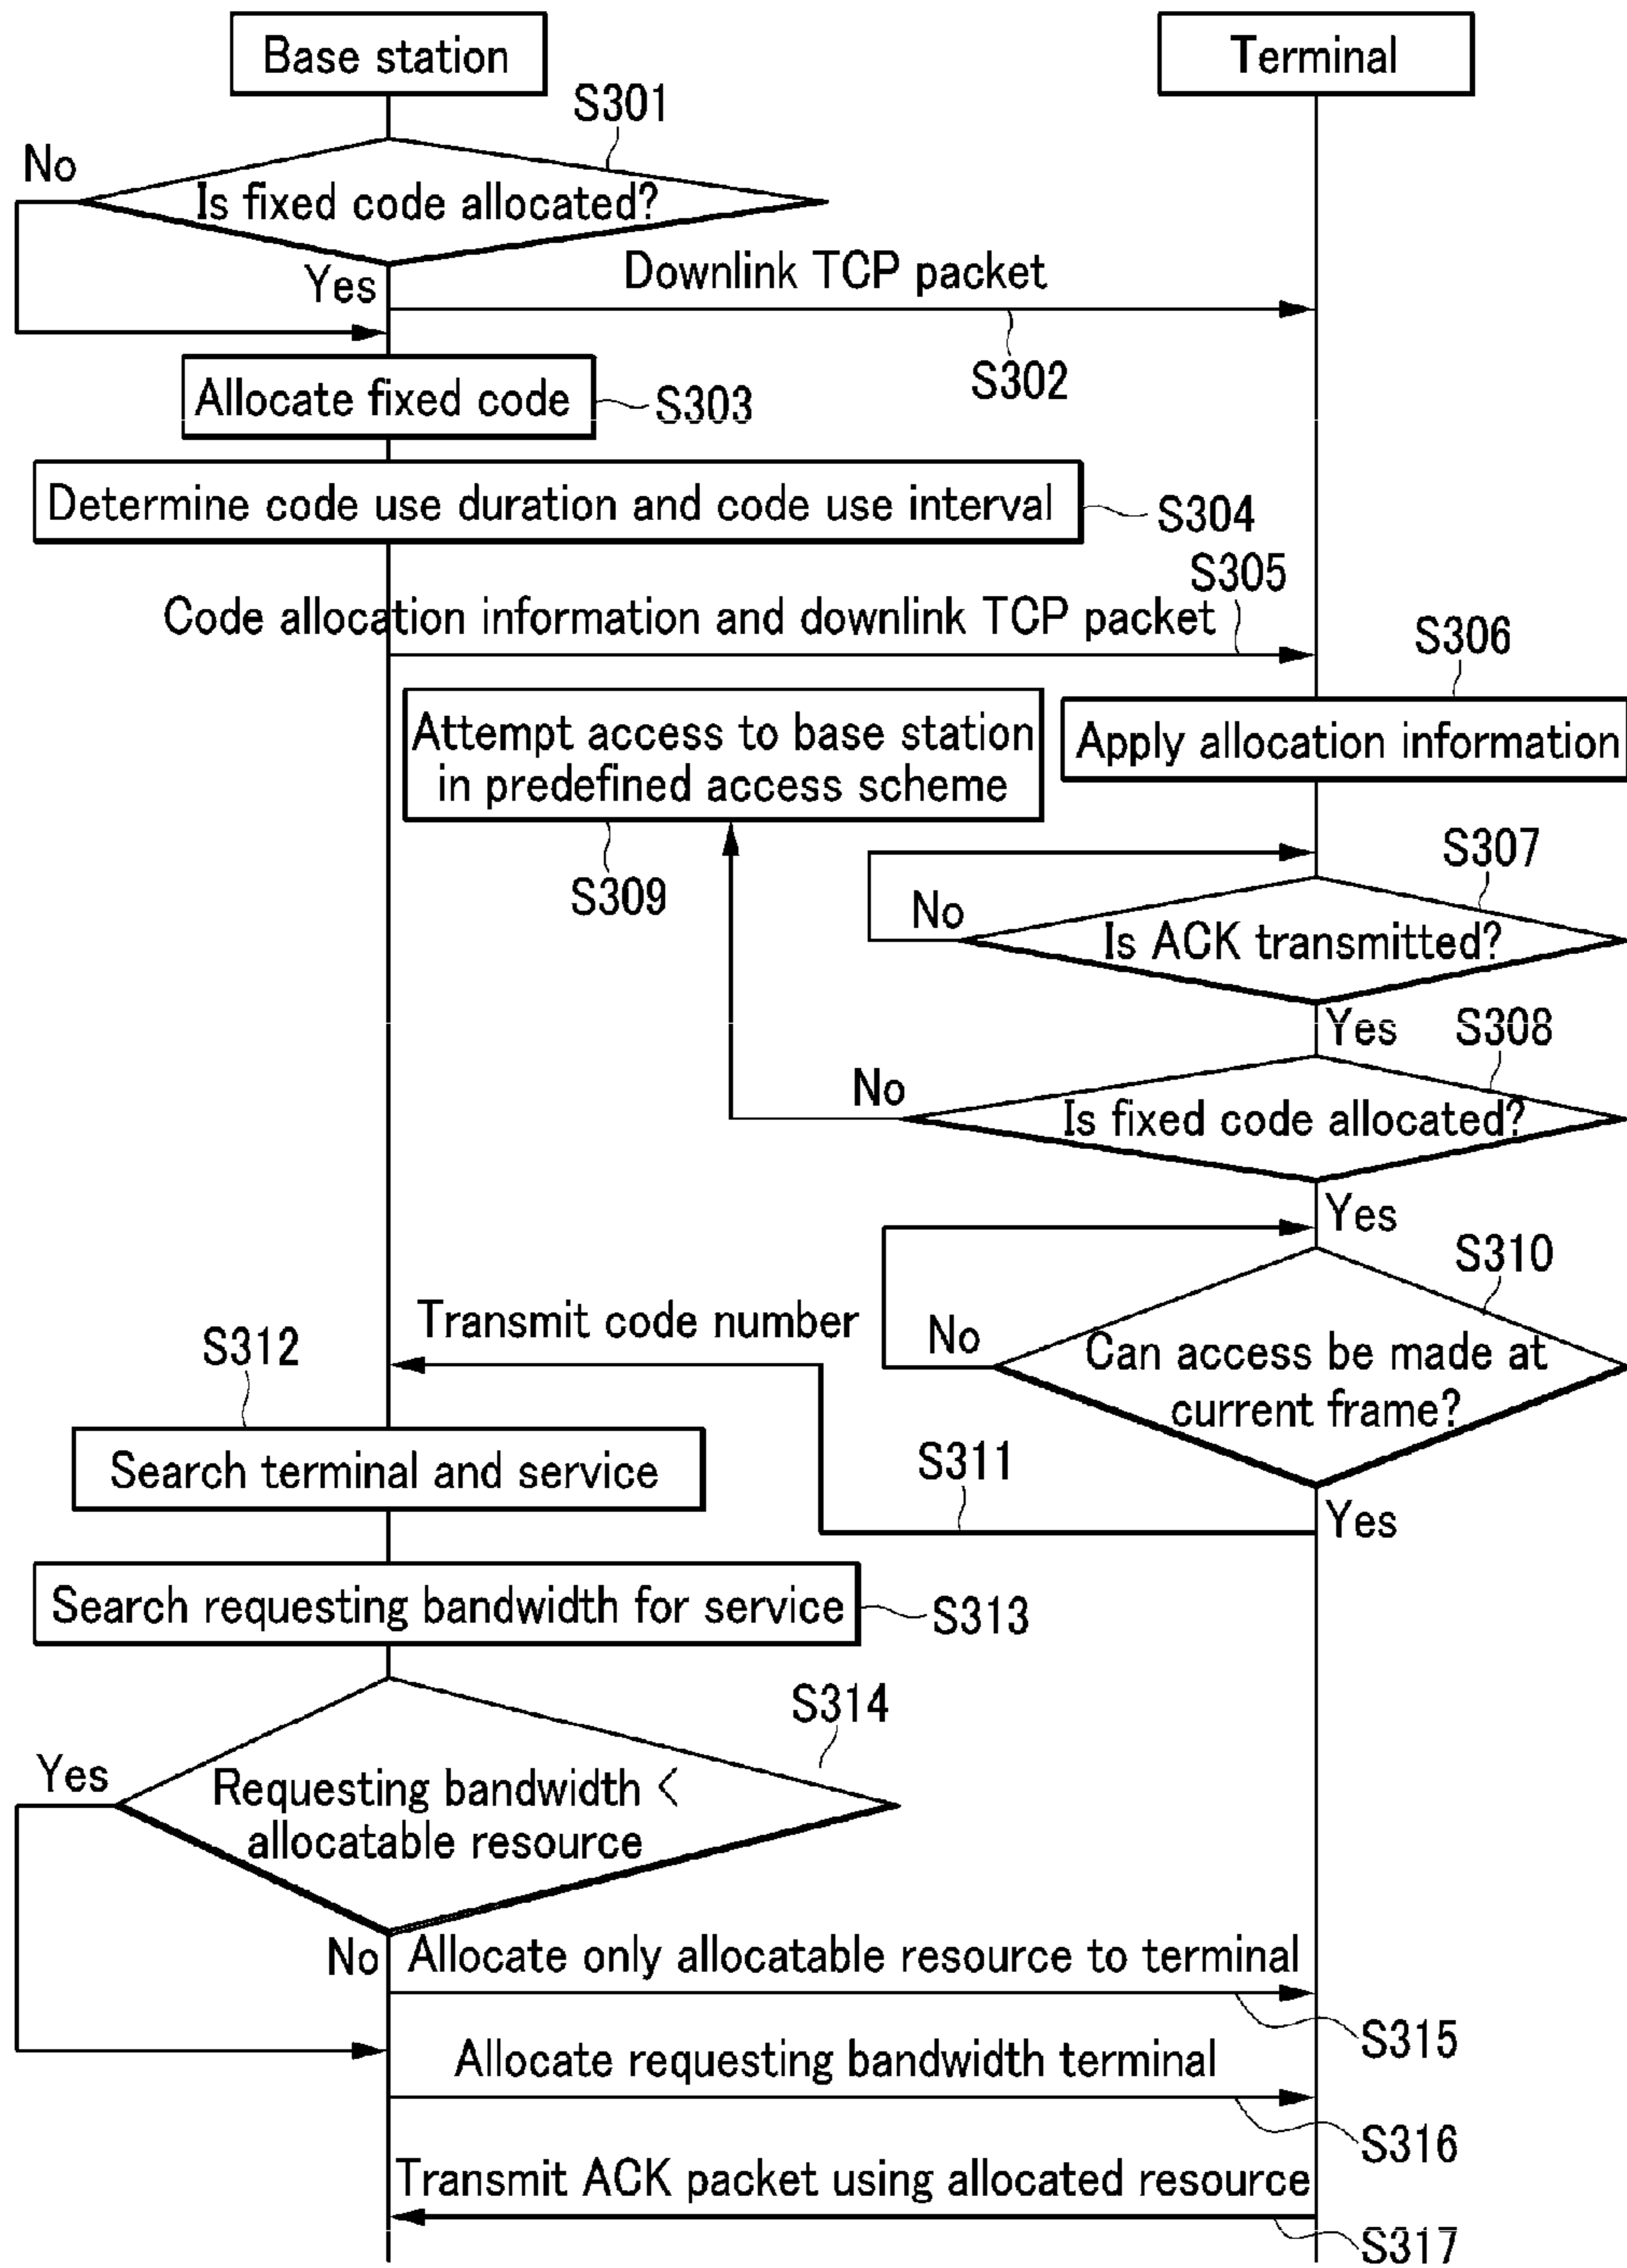 Base station
Terminal
S301
No
Is fixed code allocated?
Yes
Downlink TCP packet
S302
Allocate fixed code
S303
Determine code use duration and code use interval
S304
S305
Code allocation information and downlink TCP packet
S306
Attempt access to base station
in predefined access scheme
Apply allocation information
S309
S307
No
Is ACK transmitted?
Yes
S308
No
Is fixed code allocated?
Yes
S310
Transmit code number
No
Can access be made at
current frame?
S312
Search terminal and service
S311
Yes
Search requesting bandwidth for service
S313
S314
Yes
Requesting bandwidth <
allocatable resource
No
Allocate only allocatable resource to terminal
S315
Allocate requesting bandwidth terminal
S316
Transmit ACK packet using allocated resource
S317